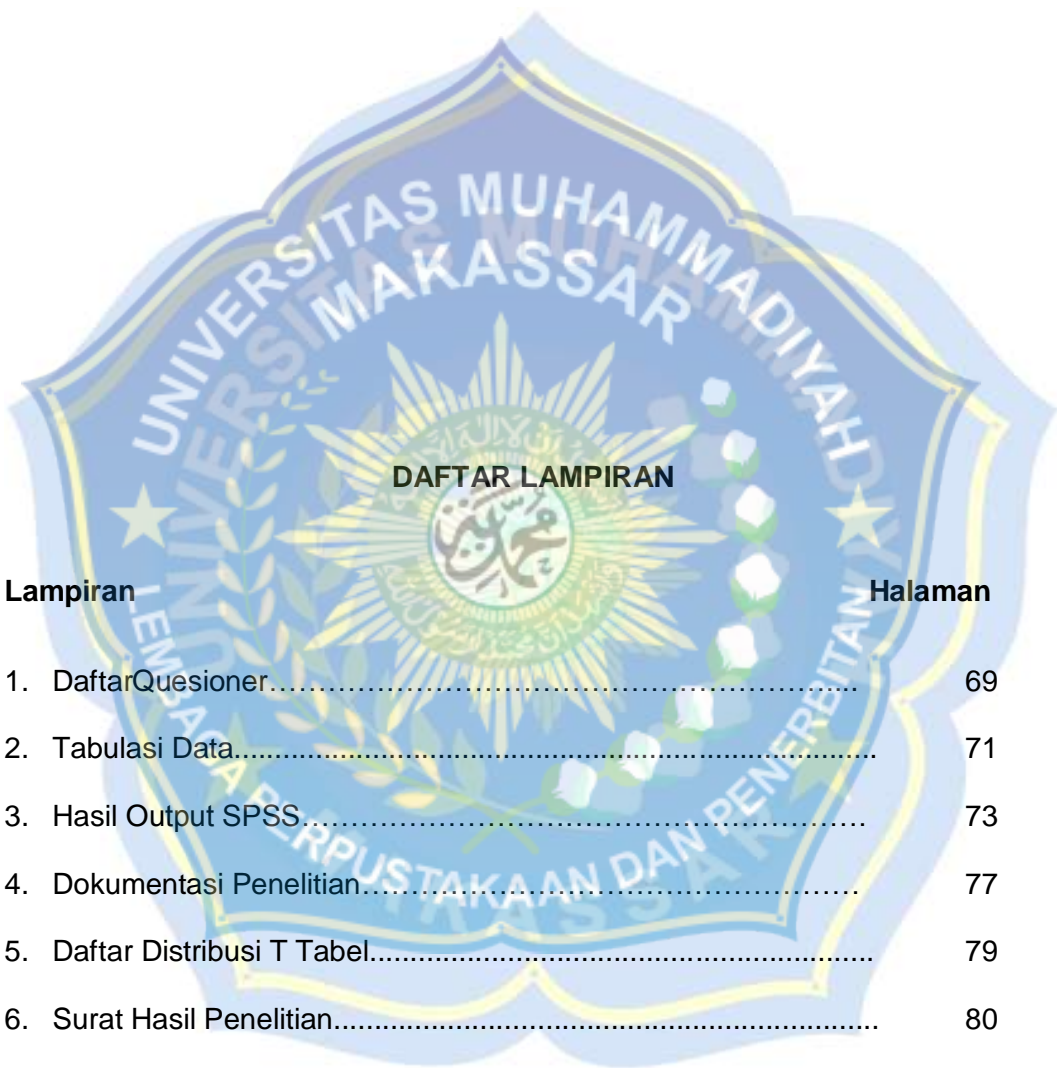 UNIVERSITAS MUHAMMADIYAH
MAKASSAR
DAFTAR LAMPIRAN
محمد
Lampiran Halaman
1. DaftarQuesioner……………………………………………………….... 69
2. Tabulasi Data................................................................................ 71
3. Hasil Output SPSS………………………………………………… 73
4. Dokumentasi Penelitian…………………………………………… 77
5. Daftar Distribusi T Tabel............................................................... 79
6. Surat Hasil Penelitian.................................................................... 80
LEMBAGA PERPUSTAKAAN DAN PENERBITAN